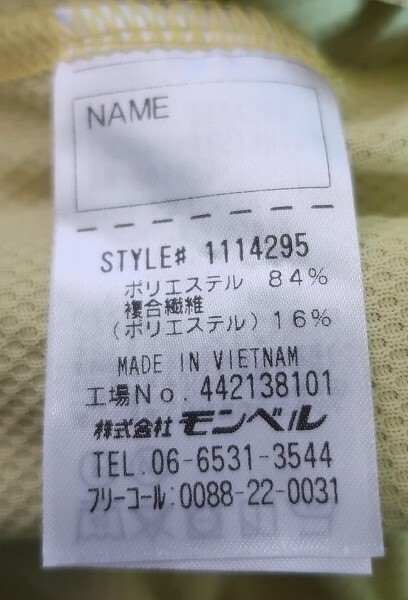 NAME
STYLE# 1114295
ポリエステル 84%
複合繊維
(ポリエステル) 16%
MADE IN VIETNAM
工場No. 442138101
株式会社 モンベル
TEL. 06-6531-3544
フリーコール: 0088-22-0031